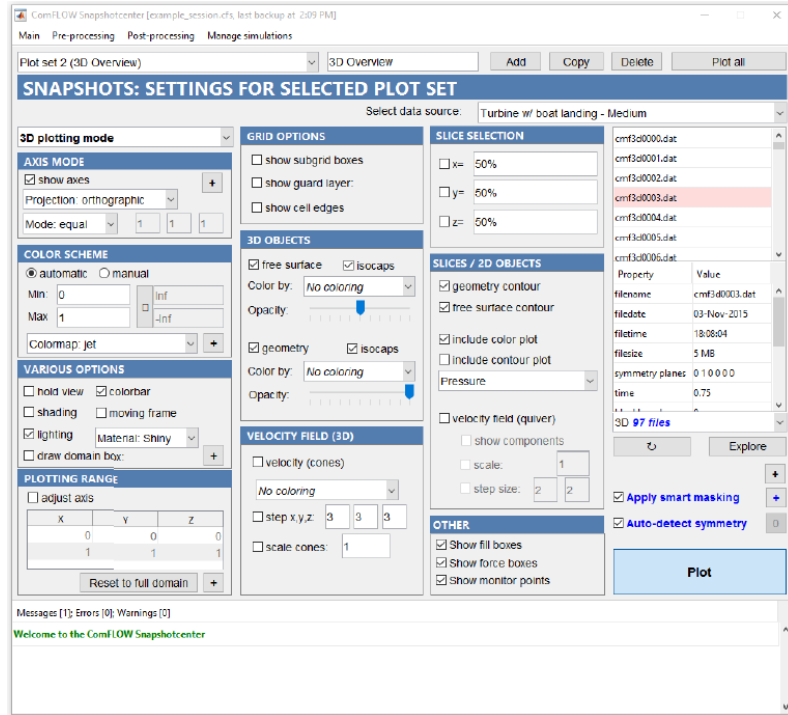 ComFLOW Snapshotcenter [example_session.cfs, last backup at 2:09 PM]
Main Pre-processing Post-processing Manage simulations
Plot set 2 (3D Overview) 3D Overview Add Copy Delete Plot all
SNAPSHOTS: SETTINGS FOR SELECTED PLOT SET
Select data source: Turbine w/ boat landing - Medium
3D plotting mode
AXIS MODE
show axes +
Projection: orthographic
Mode: equal 1 1 1
COLOR SCHEME
automatic manual
Min: 0 Inf
Max 1 -Inf
Colormap: jet +
VARIOUS OPTIONS
hold view colorbar
shading moving frame
lighting Material: Shiny
draw domain box: +
PLOTTING RANGE
adjust axis
X Y Z
0 0 0
1 1 1
Reset to full domain +
GRID OPTIONS
show subgrid boxes
show guard layer:
show cell edges
3D OBJECTS
free surface isocaps
Color by: No coloring
Opacity:
geometry isocaps
Color by: No coloring
Opacity:
VELOCITY FIELD (3D)
velocity (cones)
No coloring
step x,y,z: 3 3 3
scale cones: 1
SLICE SELECTION
x= 50%
y= 50%
z= 50%
SLICES / 2D OBJECTS
geometry contour
free surface contour
include color plot
include contour plot
Pressure
velocity field (quiver)
show components
scale: 1
step size: 2 2
OTHER
Show fill boxes
Show force boxes
Show monitor points
cmf3d0000.dat
cmf3d0001.dat
cmf3d0002.dat
cmf3d0003.dat
cmf3d0004.dat
cmf3d0005.dat
cmf3d0006.dat
Property Value
filename cmf3d0003.dat
filedate 03-Nov-2015
filetime 18:08:04
filesize 5 MB
symmetry planes 0 1 0 0 0 0
time 0.75
3D 97 files
↻ Explore
+
Apply smart masking +
Auto-detect symmetry 0
Plot
Messages [1]; Errors [0]; Warnings [0]
Welcome to the ComFLOW Snapshotcenter